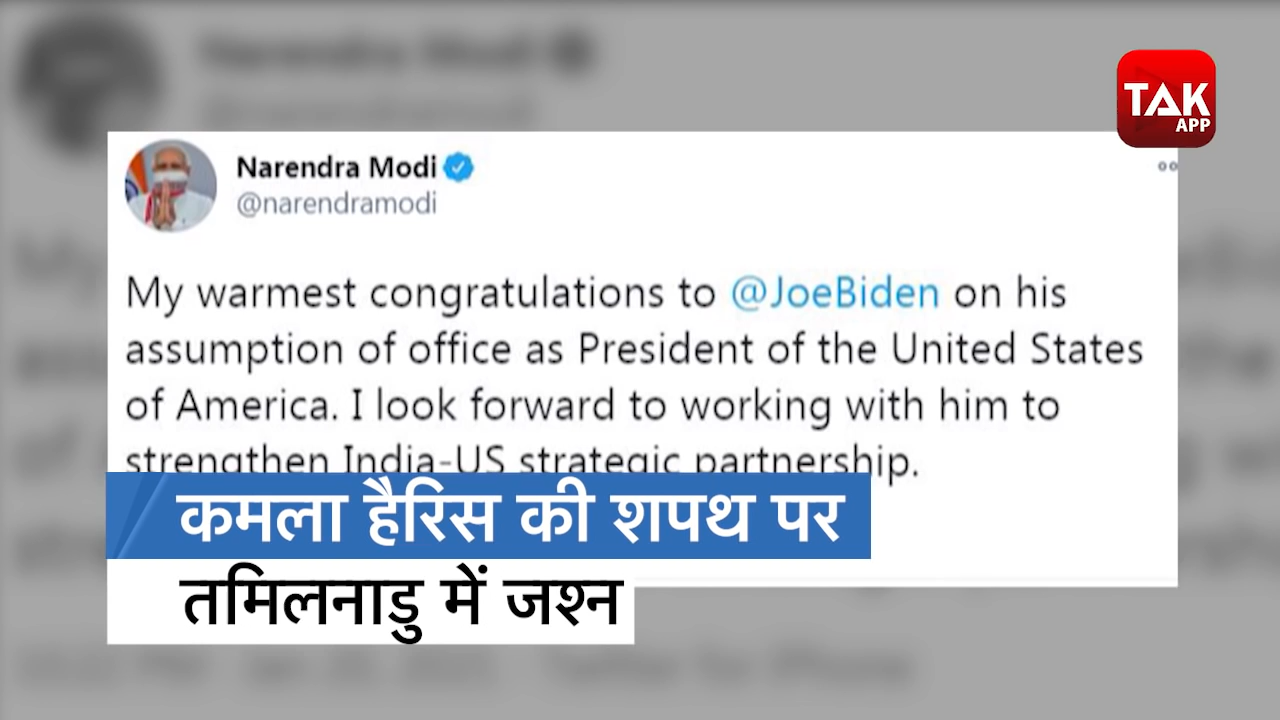 TAK
APP
Narendra Modi
@narendramodi
My warmest congratulations to @JoeBiden on his
assumption of office as President of the United States
of America. I look forward to working with him to
strengthen India-US strategic partnership.
कमला हैरिस की शपथ पर
तमिलनाडु में जश्न